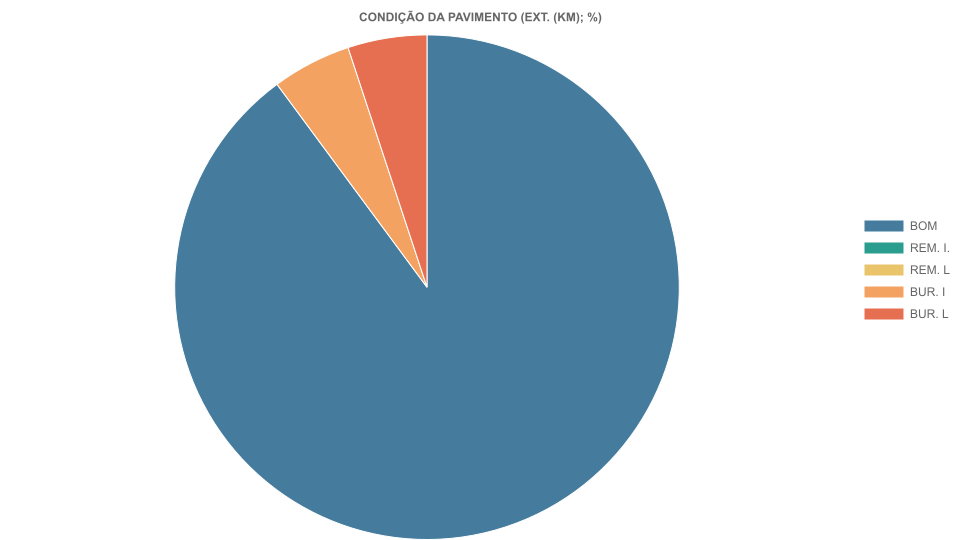 CONDIÇÃO DA PAVIMENTO (EXT. (KM); %)
BOM
REM. I.
REM. L
BUR. I
BUR. L